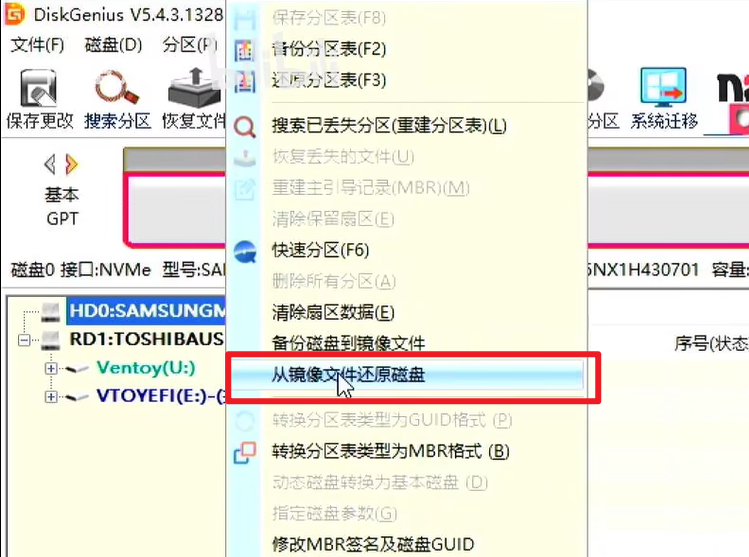 DiskGenius V5.4.3.1328
文件(F) 磁盘(D) 分区(P)
保存更改 搜索分区 恢复文件
分区 系统迁移
基本
GPT
磁盘0 接口:NVMe 型号:SA
NX1H430701 容量:
HD0:SAMSUNGM
RD1:TOSHIBAUS
Ventoy(U:)
VTOYEFI(E:)-(
序号(状态
保存分区表(F8)
备份分区表(F2)
还原分区表(F3)
搜索已丢失分区(重建分区表)(L)
恢复丢失的文件(U)
重建主引导记录(MBR)(M)
清除保留扇区(E)
快速分区(F6)
删除所有分区(A)
清除扇区数据(E)
备份磁盘到镜像文件
从镜像文件还原磁盘
转换分区表类型为GUID格式 (P)
转换分区表类型为MBR格式 (B)
动态磁盘转换为基本磁盘 (D)
指定磁盘参数(G)
修改MBR签名及磁盘GUID